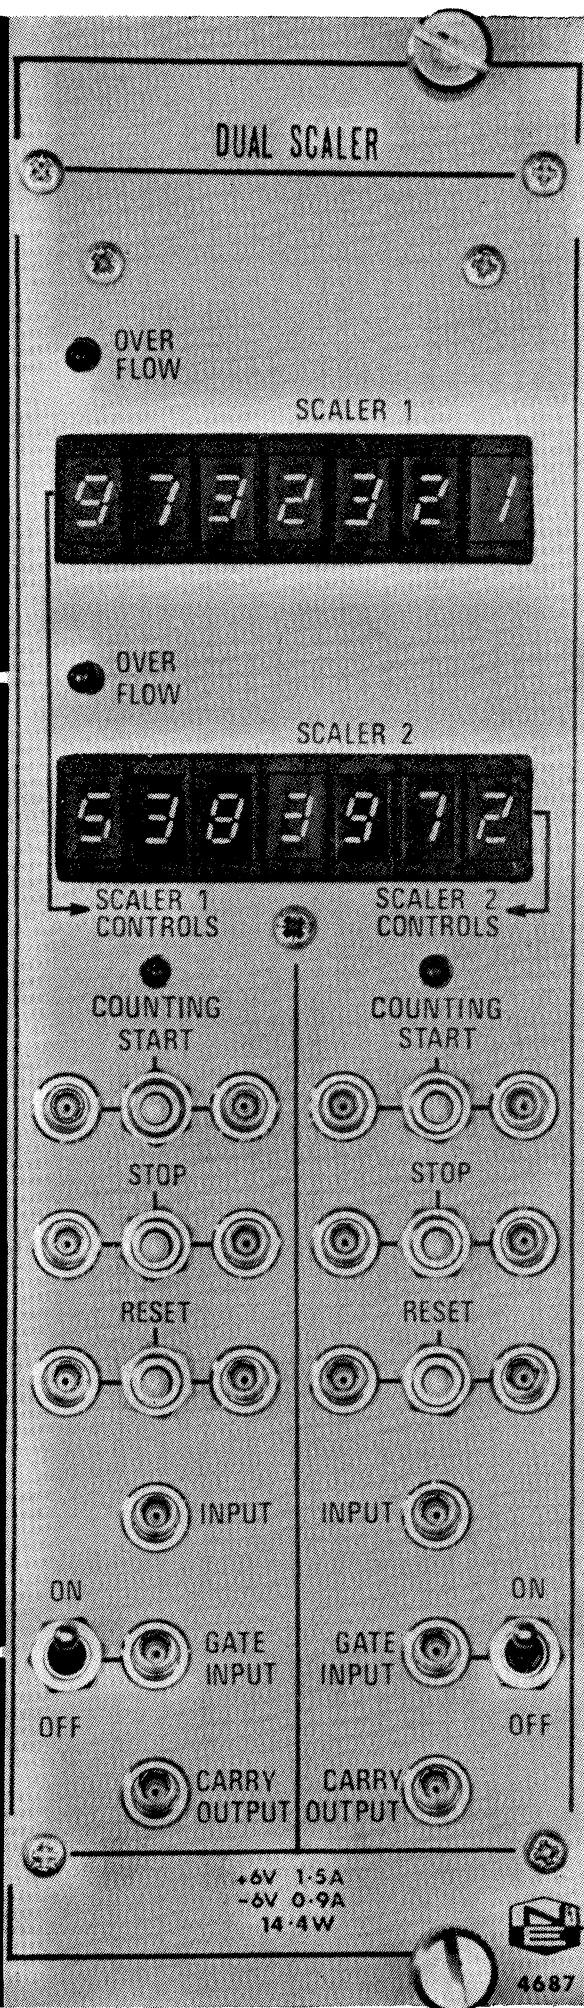 DUAL SCALER
OVER
FLOW
SCALER 1
9732321
OVER
FLOW
SCALER 2
5383972
SCALER 1
CONTROLS
SCALER 2
CONTROLS
COUNTING
START
COUNTING
START
STOP
STOP
RESET
RESET
INPUT
INPUT
ON
ON
GATE
INPUT
GATE
INPUT
OFF
OFF
CARRY
OUTPUT
CARRY
OUTPUT
+6V 1·5A
-6V 0·9A
14·4W
NE
4687